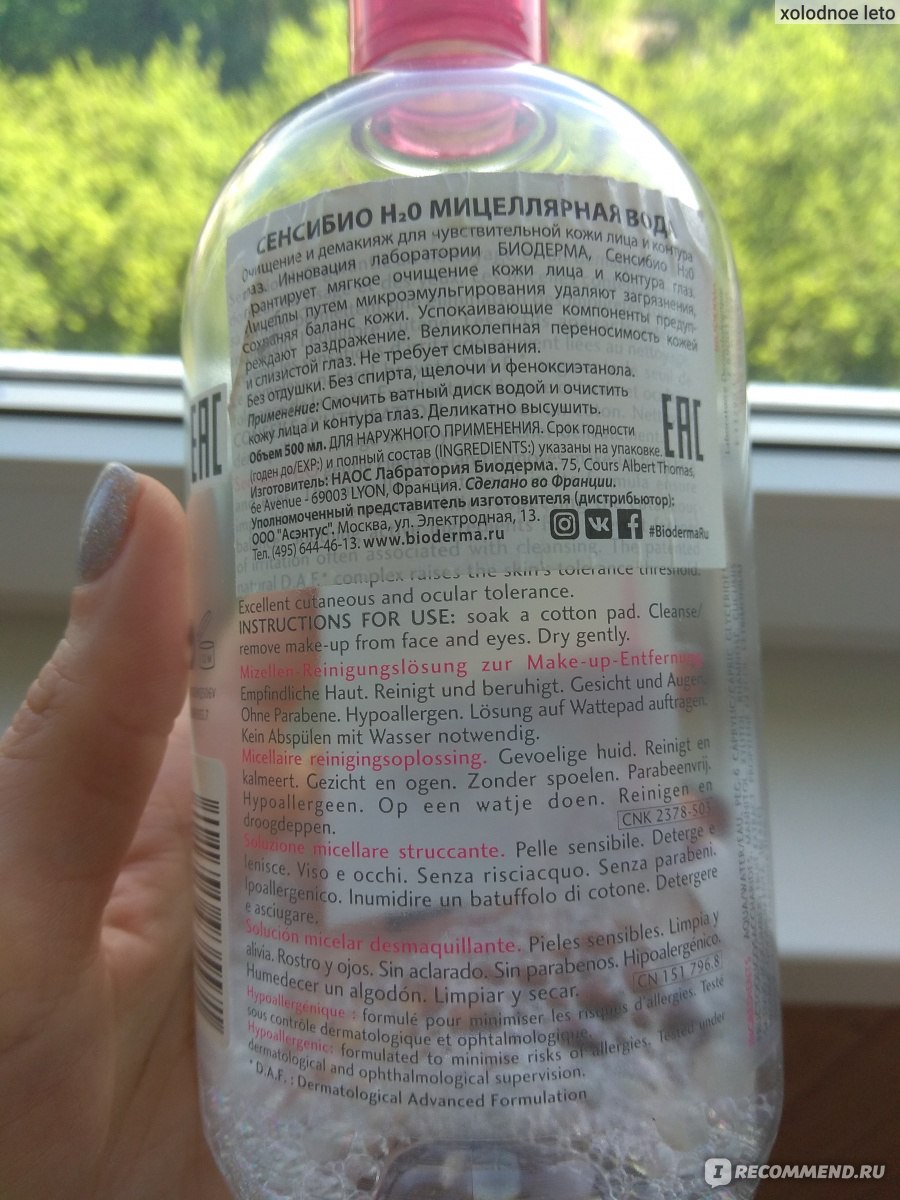 xolodnoe leto
СЕНСИБИО H₂O МИЦЕЛЛЯРНАЯ ВОДА
Очищение и демакияж для чувствительной кожи лица и контура
глаз. Инновация лаборатории БИОДЕРМА, Сенсибио H₂O
гарантирует мягкое очищение кожи лица и контура глаз.
Мицеллы путем микроэмульгирования удаляют загрязнения,
сохраняя баланс кожи. Успокаивающие компоненты предуп-
реждают раздражение. Великолепная переносимость кожей
и слизистой глаз. Не требует смывания.
Без отдушки. Без спирта, щелочи и феноксиэтанола.
Применение: Смочить ватный диск водой и очистить
кожу лица и контура глаз. Деликатно высушить.
Объем 500 мл. ДЛЯ НАРУЖНОГО ПРИМЕНЕНИЯ. Срок годности
(годен до/EXP:) и полный состав (INGREDIENTS:) указаны на упаковке.
EAC
EAC
Изготовитель: НАОС Лабратория Биодерма. 75, Cours Albert Thomas,
6e Avenue - 69003 LYON, Франция. Сделано во Франции.
Уполномоченный представитель изготовителя (дистрибьютор):
ООО "Асэнтус". Москва, ул. Электродная, 13.
Тел. (495) 644-46-13. www.bioderma.ru
#BiodermaRu
of irritation often associated with cleansing. The patented
natural D.A.F.* complex raises the skin's tolerance threshold.
Excellent cutaneous and ocular tolerance.
INSTRUCTIONS FOR USE: soak a cotton pad. Cleanse/
remove make-up from face and eyes. Dry gently.
Mizellen-Reinigungslösung zur Make-up-Entfernung.
Empfindliche Haut. Reinigt und beruhigt. Gesicht und Augen.
Ohne Parabene. Hypoallergen. Lösung auf Wattepad auftragen.
Kein Abspülen mit Wasser notwendig.
Micellaire reinigingsoplossing. Gevoelige huid. Reinigt en
kalmeert. Gezicht en ogen. Zonder spoelen. Parabeenvrij.
Hypoallergeen. Op een watje doen. Reinigen en
droogdeppen.
CNK 2378-503
Soluzione micellare struccante. Pelle sensibile. Deterge e
lenisce. Viso e occhi. Senza risciacquo. Senza parabeni.
Ipoallergenico. Inumidire un batuffolo di cotone. Detergere
e asciugare.
Solución micelar desmaquillante. Pieles sensibles. Limpia y
alivia. Rostro y ojos. Sin aclarado. Sin parabenos. Hipoalergénico.
Humedecer un algodón. Limpiar y secar.
CN 151 796.8
Hypoallergénique : formulé pour minimiser les risques d'allergies. Testé
sous contrôle dermatologique et ophtalmologique.
Hypoallergenic: formulated to minimise risks of allergies. Tested under
dermatological and ophthalmological supervision.
* D.A.F. : Dermatological Advanced Formulation
IRECOMMEND.RU